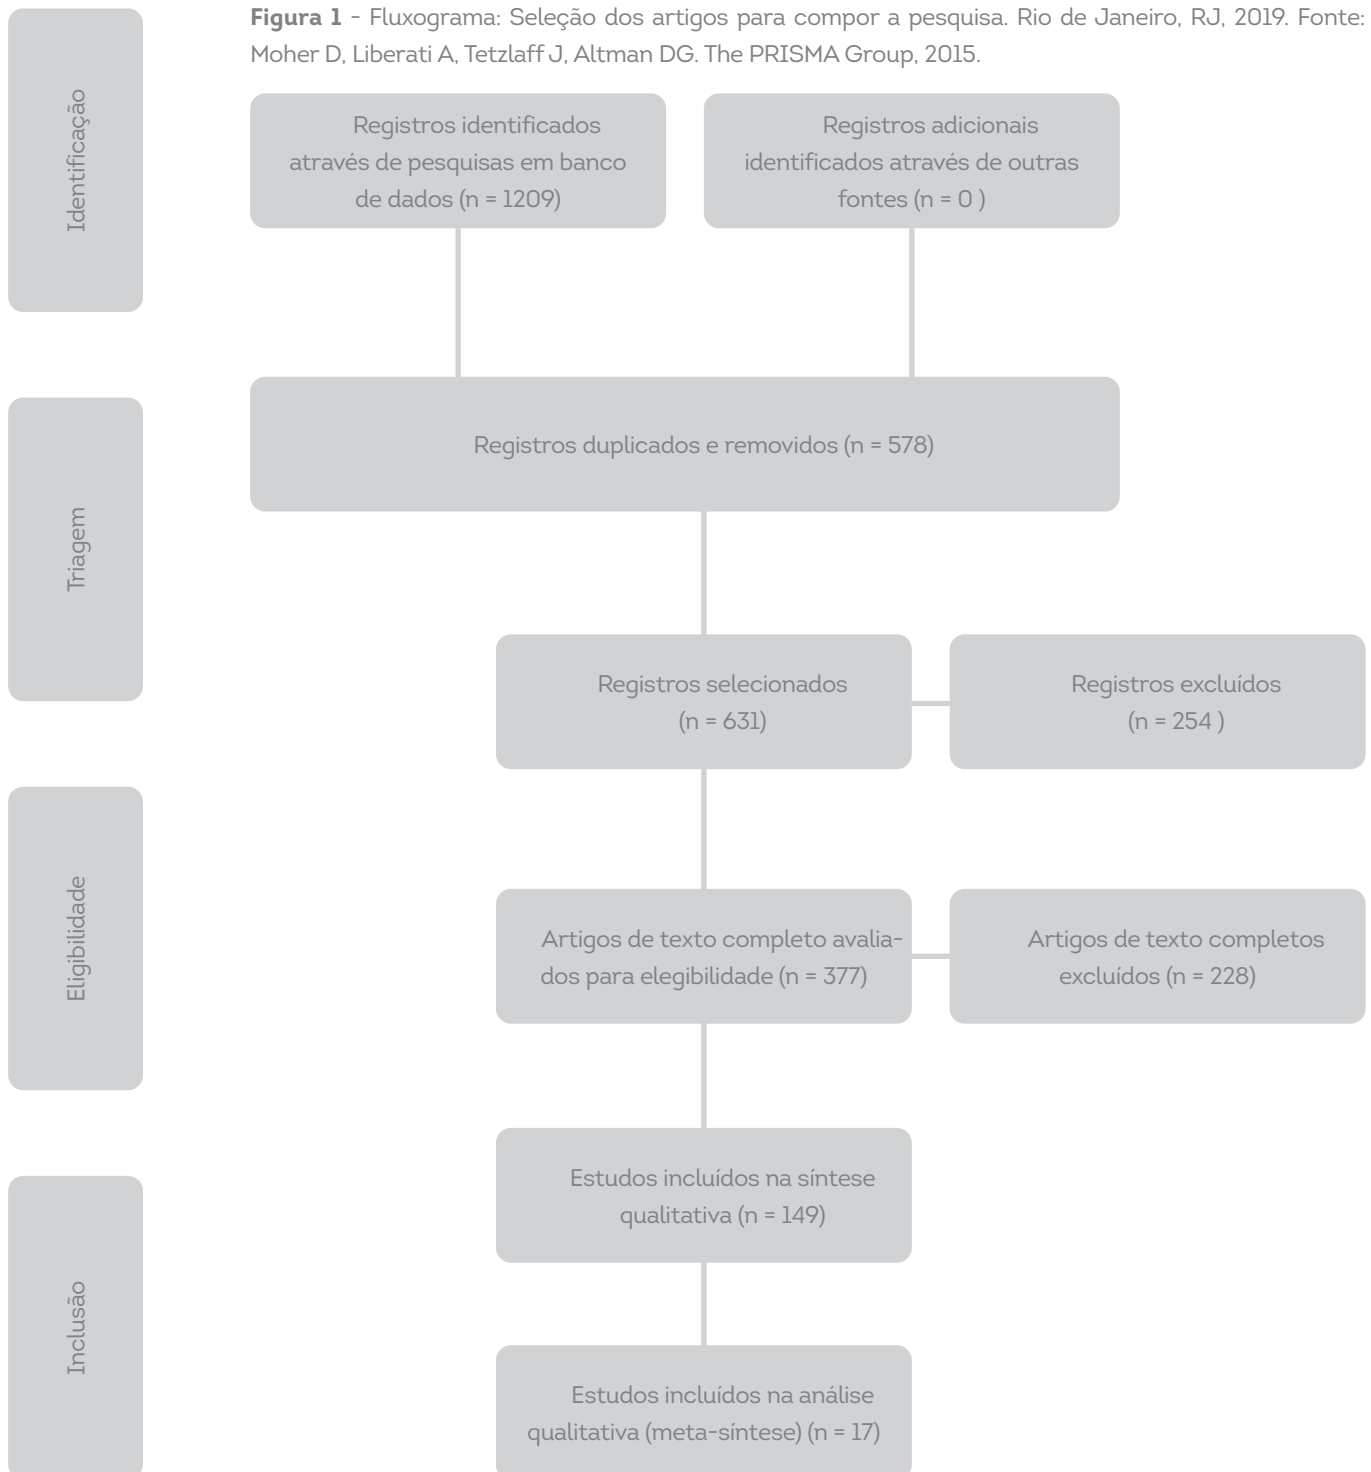 Figura 1 - Fluxograma: Seleção dos artigos para compor a pesquisa. Rio de Janeiro, RJ, 2019. Fonte:
Moher D, Liberati A, Tetzlaff J, Altman DG. The PRISMA Group, 2015.
Identificação
Registros identificados
através de pesquisas em banco
de dados (n = 1209)
Registros adicionais
identificados através de outras
fontes (n = 0 )
Triagem
Registros duplicados e removidos (n = 578)
Registros selecionados
(n = 631)
Registros excluídos
(n = 254 )
Eligibilidade
Artigos de texto completo avalia-
dos para elegibilidade (n = 377)
Artigos de texto completos
excluídos (n = 228)
Inclusão
Estudos incluídos na síntese
qualitativa (n = 149)
Estudos incluídos na análise
qualitativa (meta-síntese) (n = 17)